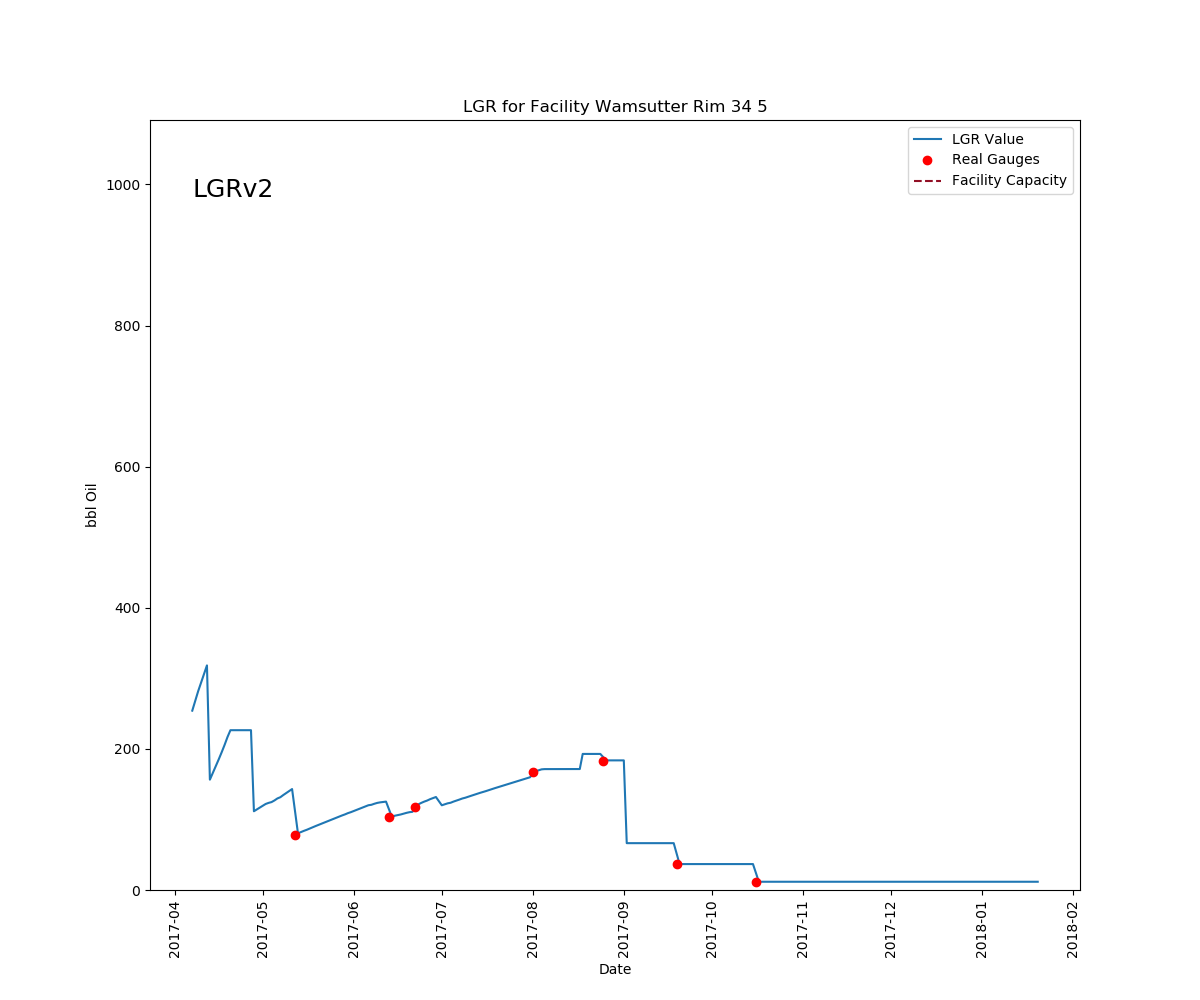 LGR for Facility Wamsutter Rim 34 5
LGRv2
LGR Value
Real Gauges
Facility Capacity
bbl Oil
1000
800
600
400
200
0
2017-04
2017-05
2017-06
2017-07
2017-08
2017-09
2017-10
2017-11
2017-12
2018-01
2018-02
Date